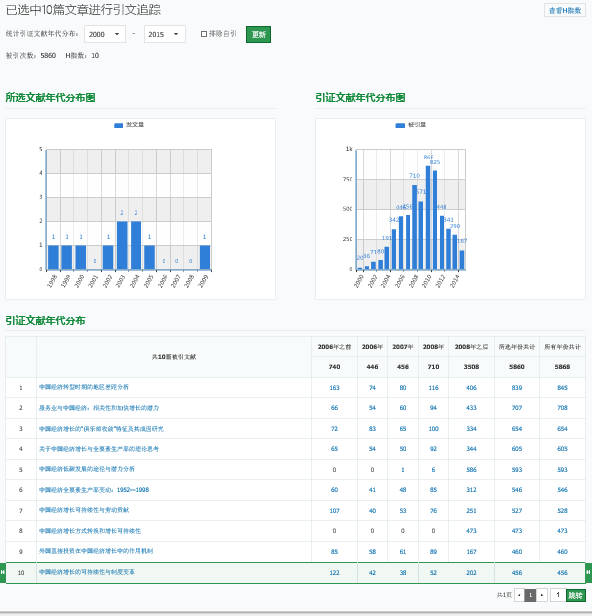 已选中10篇文章进行引文追踪
查看H指数
统计引证文献年代分布: 2000 - 2015 排除自引 更新
被引次数: 5860 H指数: 10
所选文献年代分布图
引证文献年代分布图
发文量
被引量
5
4
3
2
1
0
1 1 1 0 1 2 2 1 0 0 0 1
1998 1999 2000 2001 2002 2003 2004 2005 2006 2007 2008 2009
1k
750
500
250
0
710
825
2000 2002 2004 2006 2008 2010 2012 2014
引证文献年代分布
共10篇被引文献 2006年之前 2006年 2007年 2008年 2008年之后 所选年份共计 所有年份共计
740 446 456 710 3508 5860 5868
1 中国经济转型时期的地区差距分析 163 74 80 116 406 839 845
2 服务业与中国经济: 相关性和加快增长的潜力 66 54 60 94 433 707 708
3 中国经济增长的"俱乐部收敛"特征及其成因研究 72 83 65 100 334 654 654
4 关于中国经济增长与全要素生产率的理论思考 65 54 50 92 344 605 605
5 中国经济低碳发展的途径与潜力分析 0 0 1 6 586 593 593
6 中国经济全要素生产率变动: 1952—1998 60 41 48 85 312 546 546
7 中国经济增长可持续性与劳动贡献 107 40 53 76 251 527 528
8 中国经济增长方式转换和增长可持续性 0 0 0 0 473 473 473
9 外国直接投资在中国经济增长中的作用机制 85 58 61 89 167 460 460
H 10 中国经济增长的可持续性与制度变革 122 42 38 52 202 456 456 H
共1页 1 1 跳转